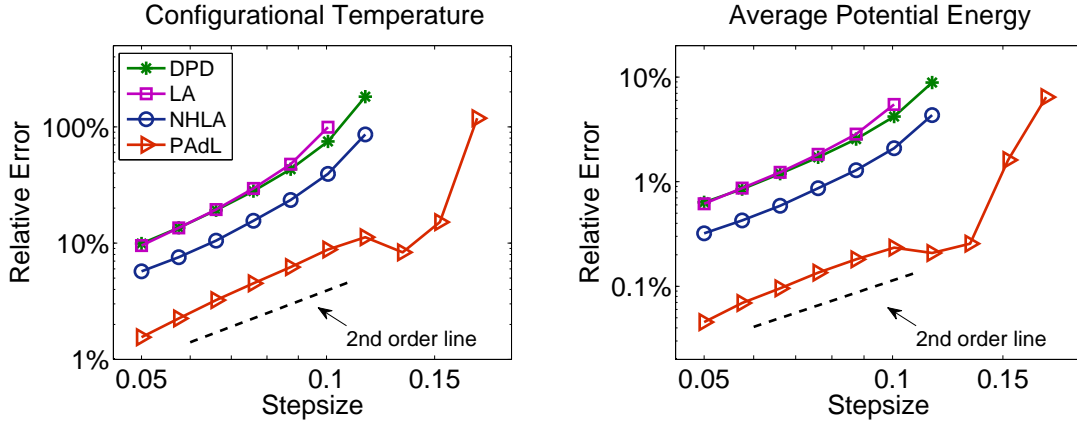 Configurational Temperature
Relative Error
100%
10%
1%
DPD
LA
NHLA
PAdL
2nd order line
0.05
0.1
0.15
Stepsize
Average Potential Energy
Relative Error
10%
1%
0.1%
2nd order line
0.05
0.1
0.15
Stepsize